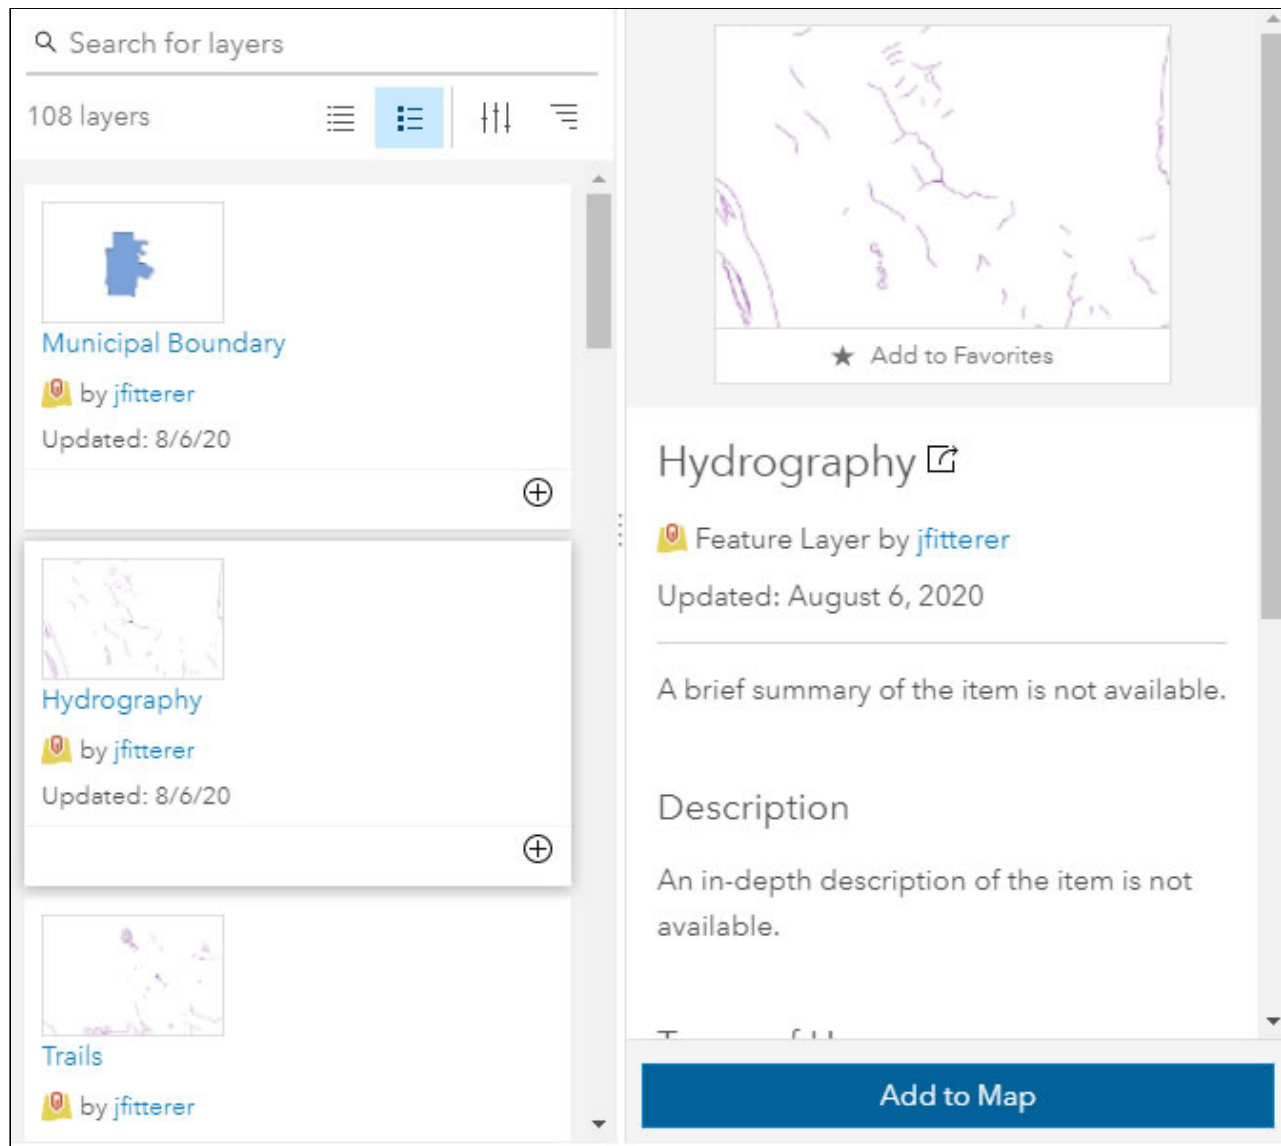 Search for layers
108 layers
Municipal Boundary
by jfitterer
Updated: 8/6/20
Hydrography
by jfitterer
Updated: 8/6/20
Trails
by jfitterer
Add to Favorites
Hydrography
Feature Layer by jfitterer
Updated: August 6, 2020
A brief summary of the item is not available.
Description
An in-depth description of the item is not
available.
Add to Map